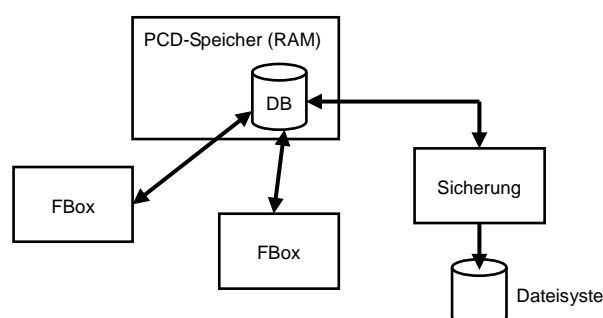 PCD-Speicher (RAM)
DB
Sicherung
FBox
FBox
Dateisyste